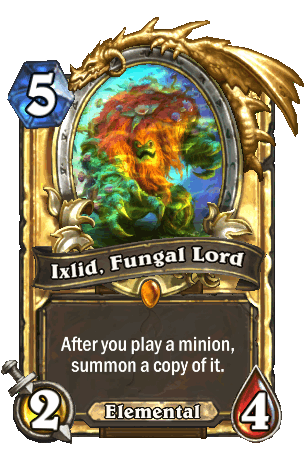 5
Ixlid, Fungal Lord
After you play a minion,
summon a copy of it.
2
Elemental
4